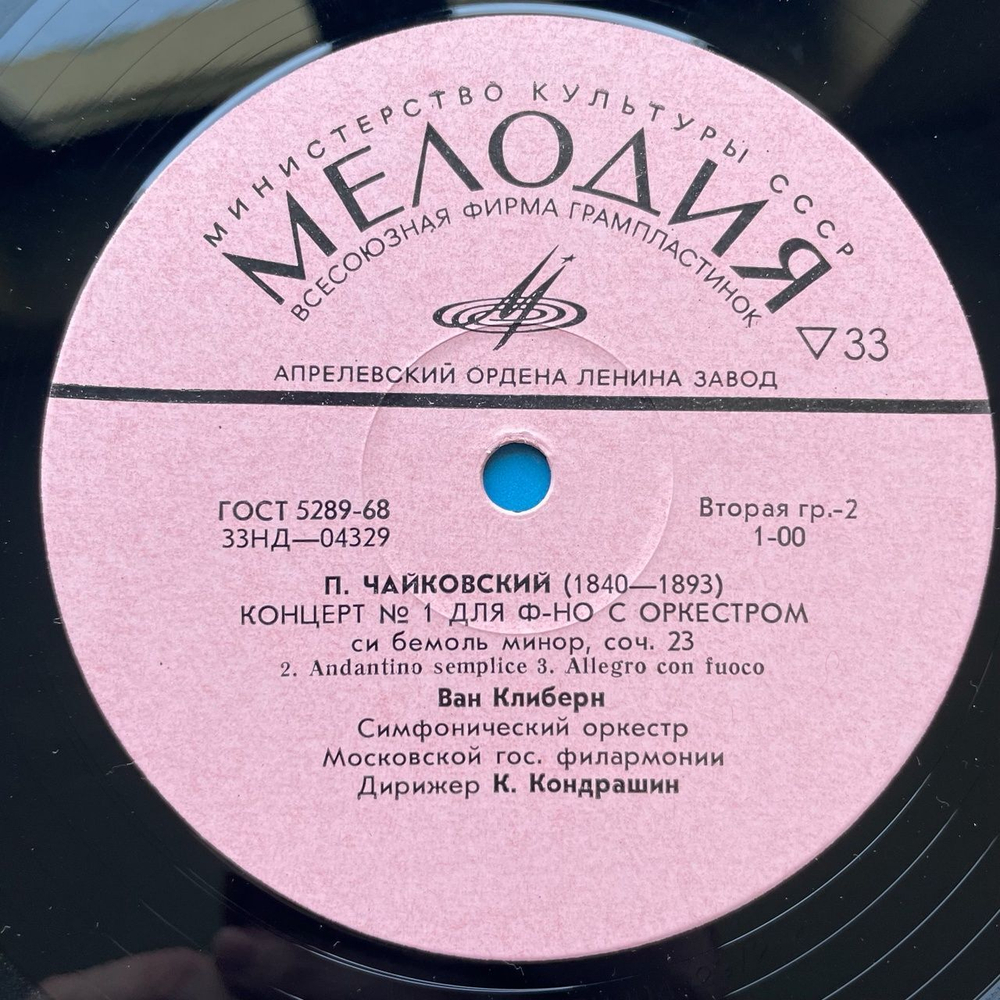 МИНИСТЕРСТВО КУЛЬТУРЫ СССР
МЕЛОДИЯ
ВСЕСОЮЗНАЯ ФИРМА ГРАМПЛАСТИНОК
▽33
АПРЕЛЕВСКИЙ ОРДЕНА ЛЕНИНА ЗАВОД
ГОСТ 5289-68
33НД—04329
Вторая гр.-2
1-00
П. ЧАЙКОВСКИЙ (1840—1893)
КОНЦЕРТ № 1 ДЛЯ Ф-НО С ОРКЕСТРОМ
си бемоль минор, соч. 23
2. Andantino semplice 3. Allegro con fuoco
Ван Клиберн
Симфонический оркестр
Московской гос. филармонии
Дирижер К. Кондрашин